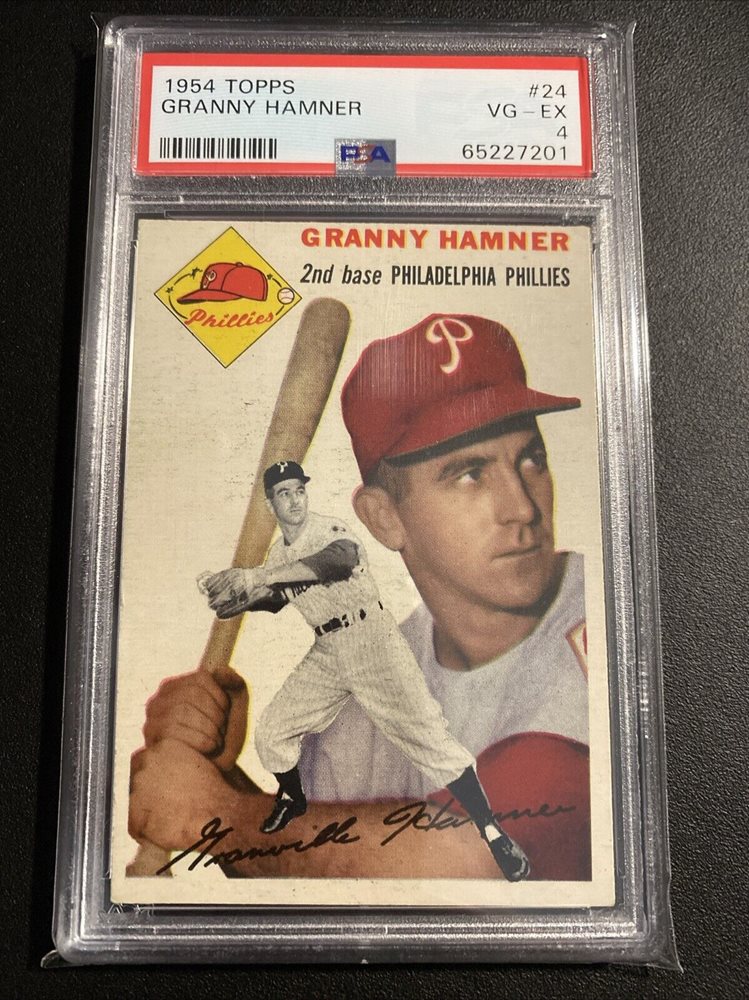 1954 TOPPS #24
GRANNY HAMNER VG-EX
4
PSA 65227201
GRANNY HAMNER
2nd base PHILADELPHIA PHILLIES
P
Phillies
P
P
Granville Hamner